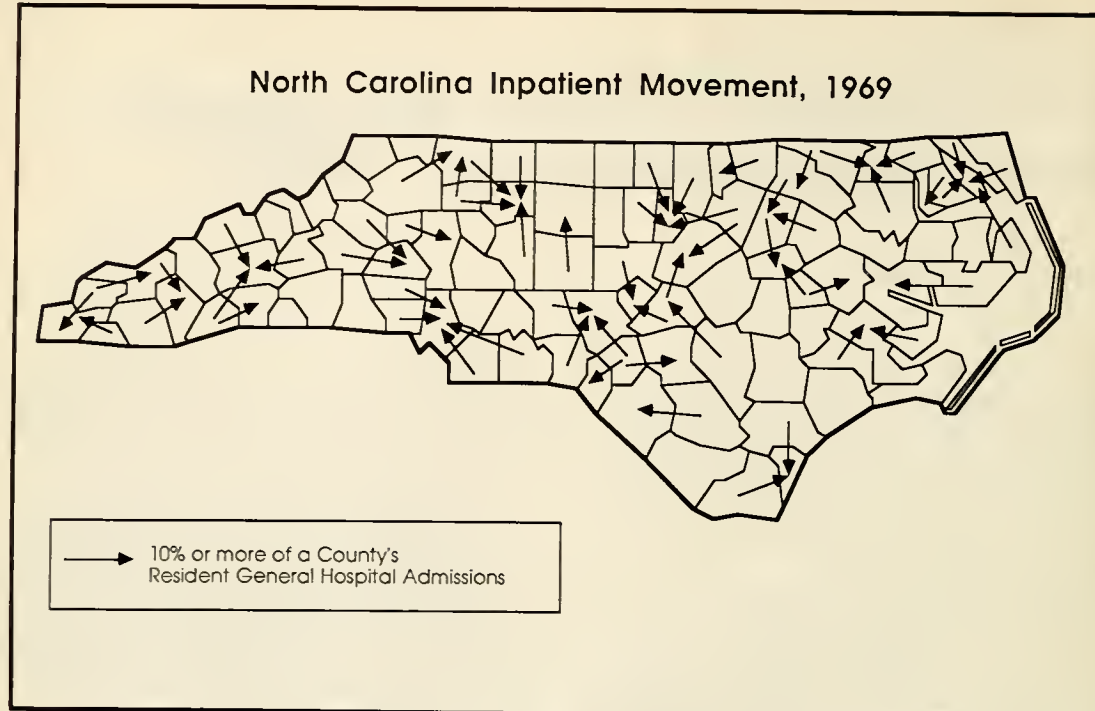 North Carolina Inpatient Movement, 1969
10% or more of a County's
Resident General Hospital Admissions